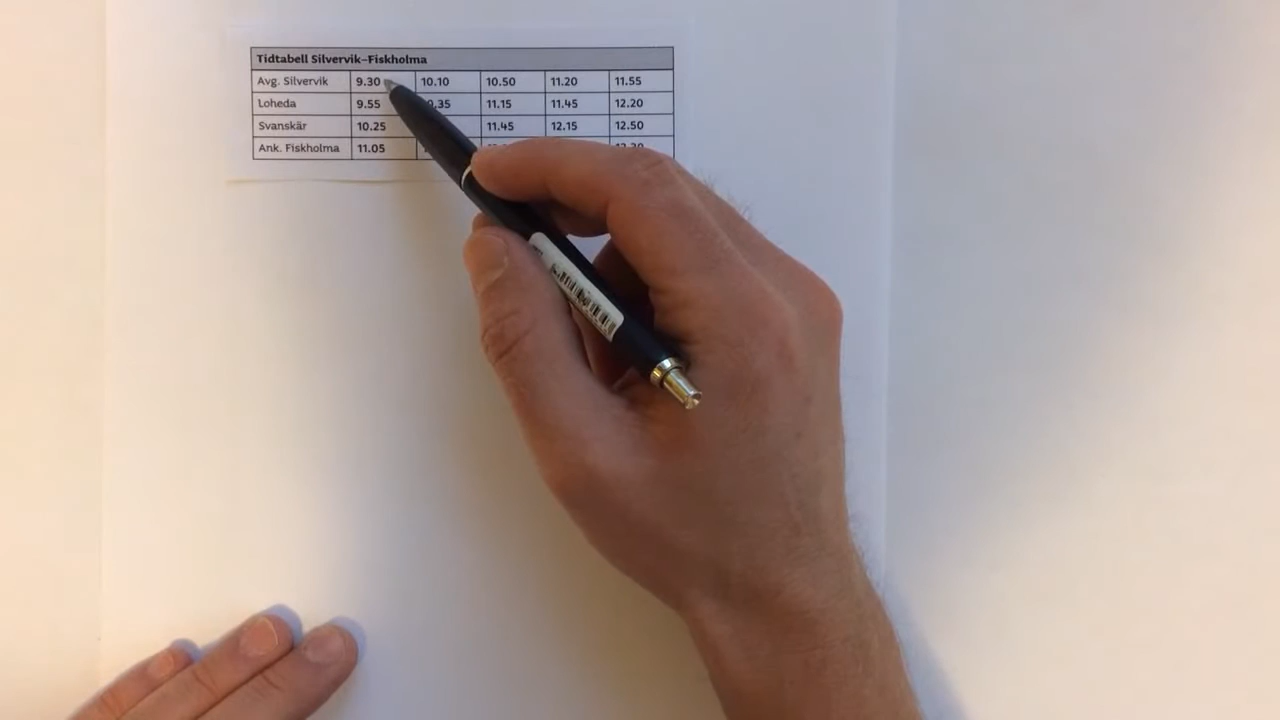 Tidtabell Silvervik–Fiskholma
Avg. Silvervik 9.30 10.10 10.50 11.20 11.55
Loheda 9.55 11.15 11.45 12.20
Svanskär 10.25 11.45 12.15 12.50
Ank. Fiskholma 11.05